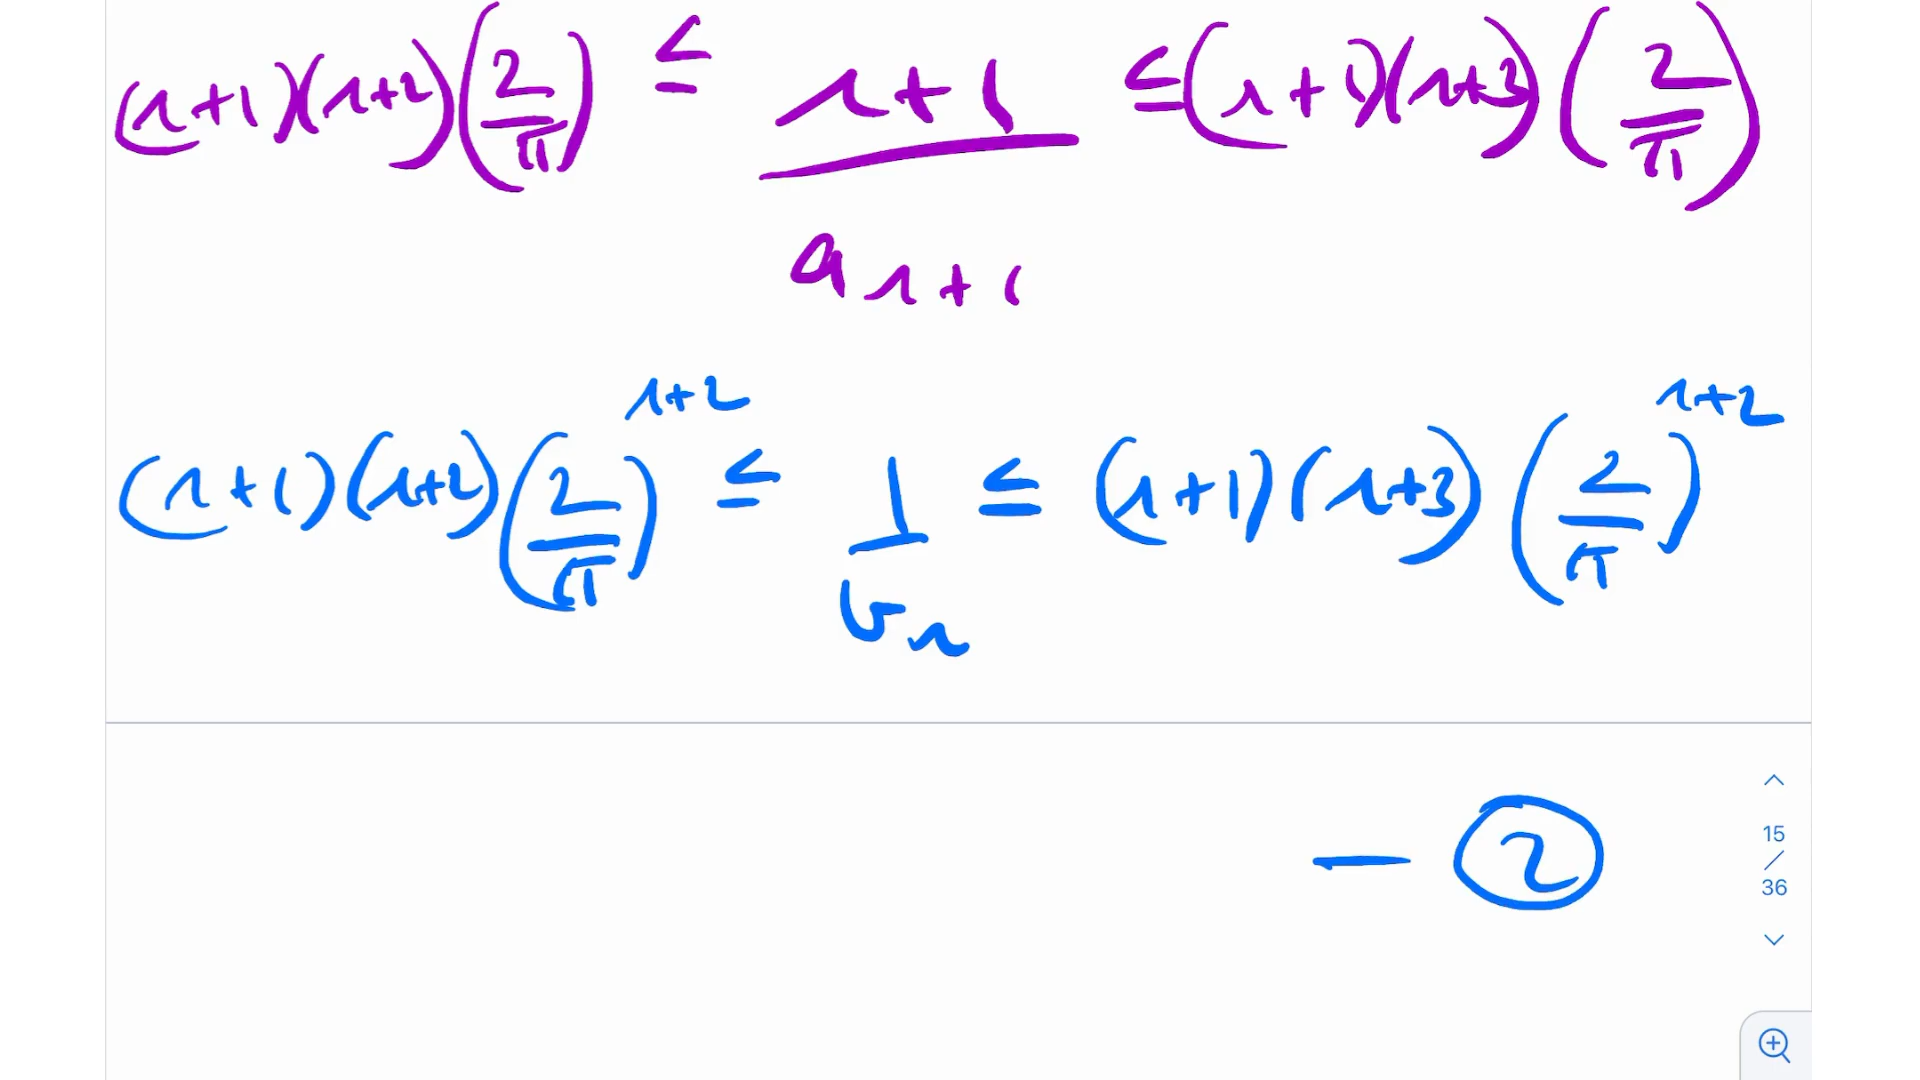 (n+1)(n+2)(2/π) ≤ n+1/a_{n+1} ≤ (n+1)(n+3)(2/π)
(n+1)(n+2)(2/π)^{n+2} ≤ 1/b_n ≤ (n+1)(n+3)(2/π)^{n+2}
— ②
15
/
36